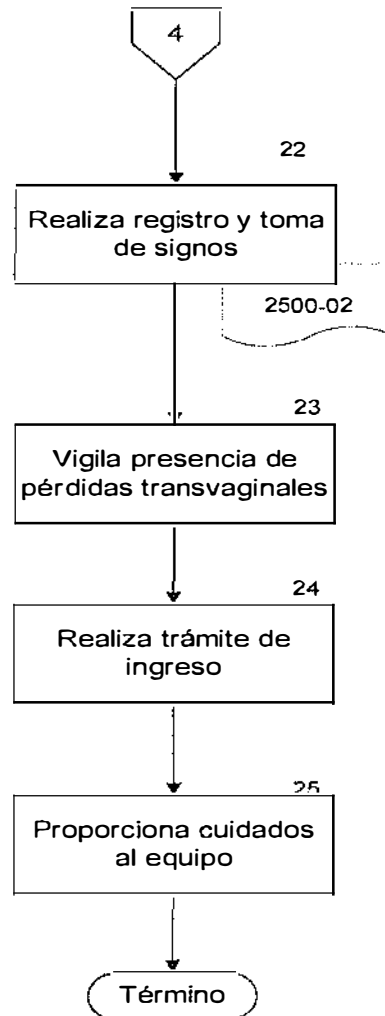 4
22
Realiza registro y toma
de signos
2500-02
23
Vigila presencia de
pérdidas transvaginales
24
Realiza trámite de
ingreso
25
Proporciona cuidados
al equipo
Término